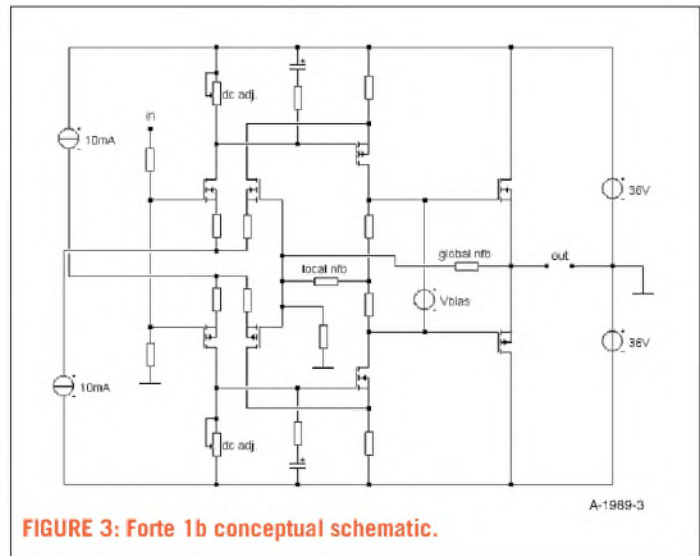 dc adj.
in
10mA
36V
global nfb
out
local nfb
Vbias
36V
10mA
dc adj.
A-1989-3
FIGURE 3: Forte 1b conceptual schematic.